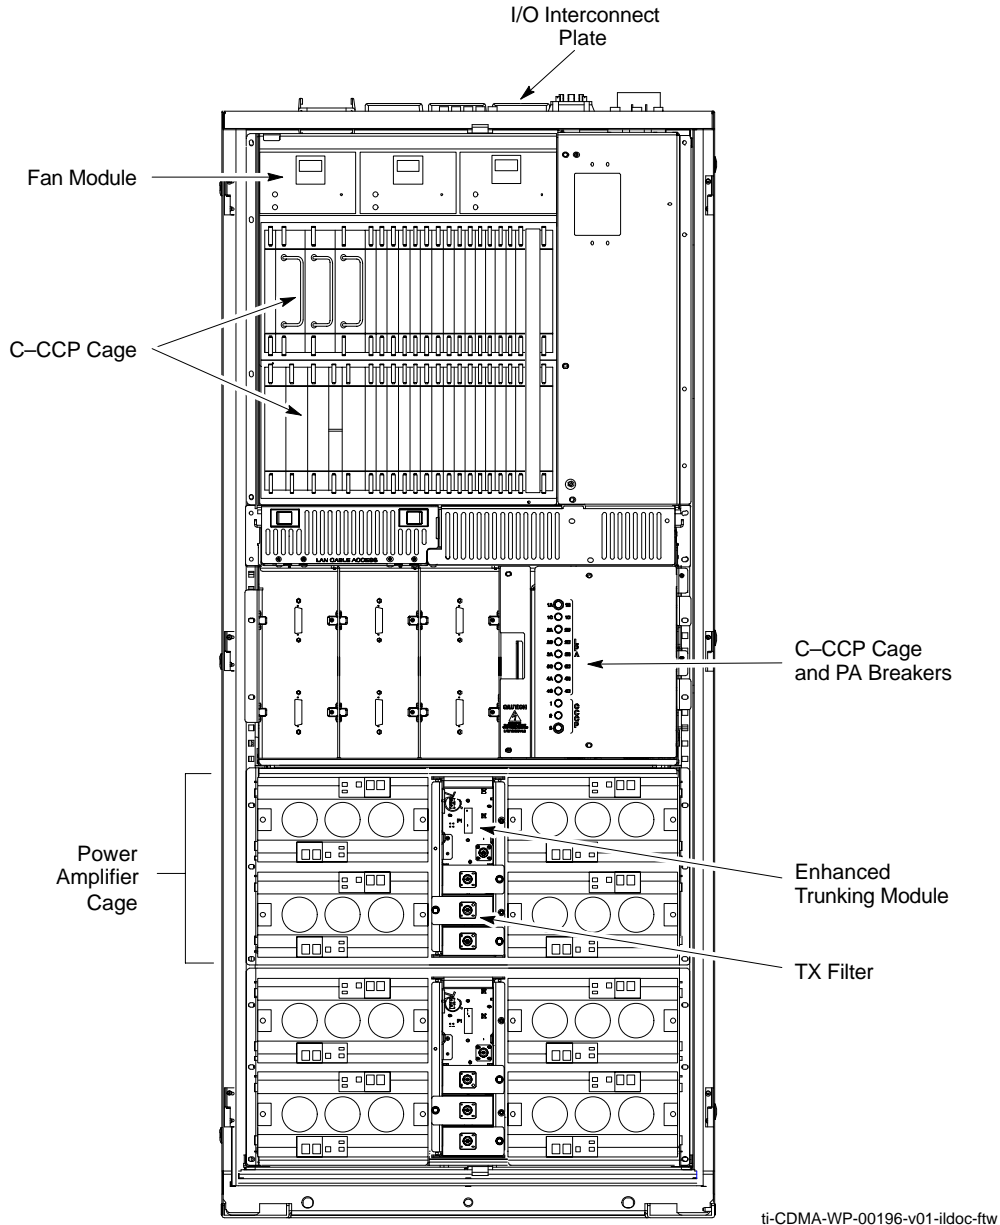 I/O Interconnect
Plate
Fan Module
C–CCP Cage
LAN CABLE ACCESS
C–CCP Cage
and PA Breakers
CAUTION
Power
Amplifier
Cage
Enhanced
Trunking Module
TX Filter
ti-CDMA-WP-00196-v01-ildoc-ftw